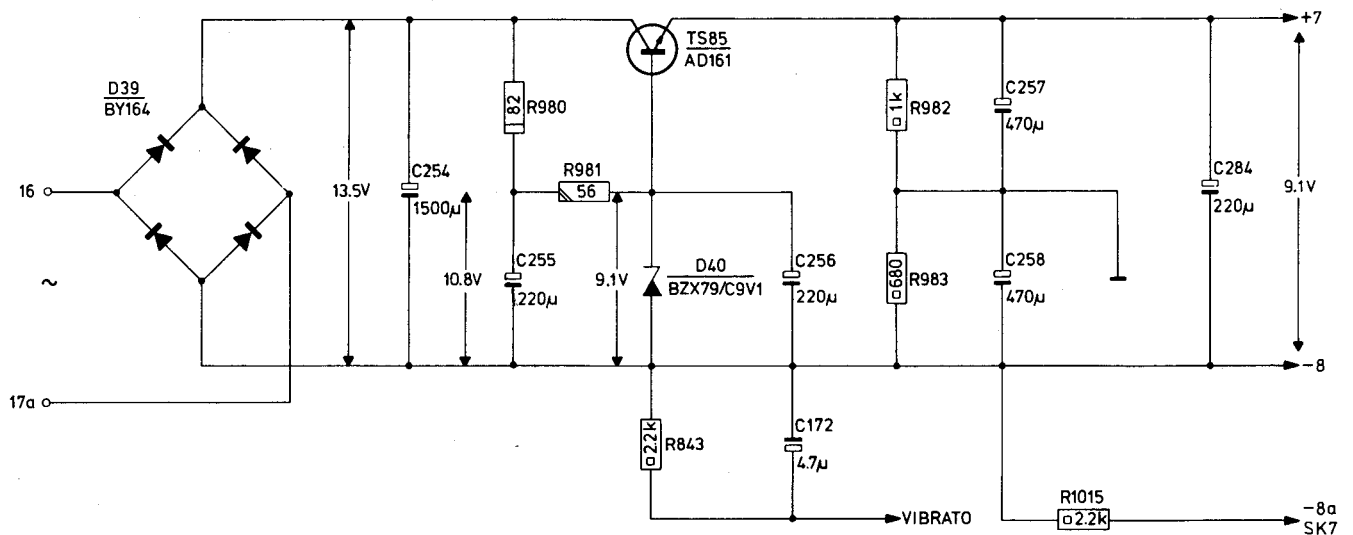 +7
TS85
AD161
D39
BY164
82
R980
1k
R982
C257
470µ
C254
1500µ
R981
56
C284
220µ
16
13.5V
9.1V
10.8V
C255
220µ
9.1V
D40
BZX79/C9V1
C256
220µ
680
R983
C258
470µ
~
-8
17a
2.2k
R843
C172
4.7µ
VIBRATO
R1015
2.2k
-8a
SK7